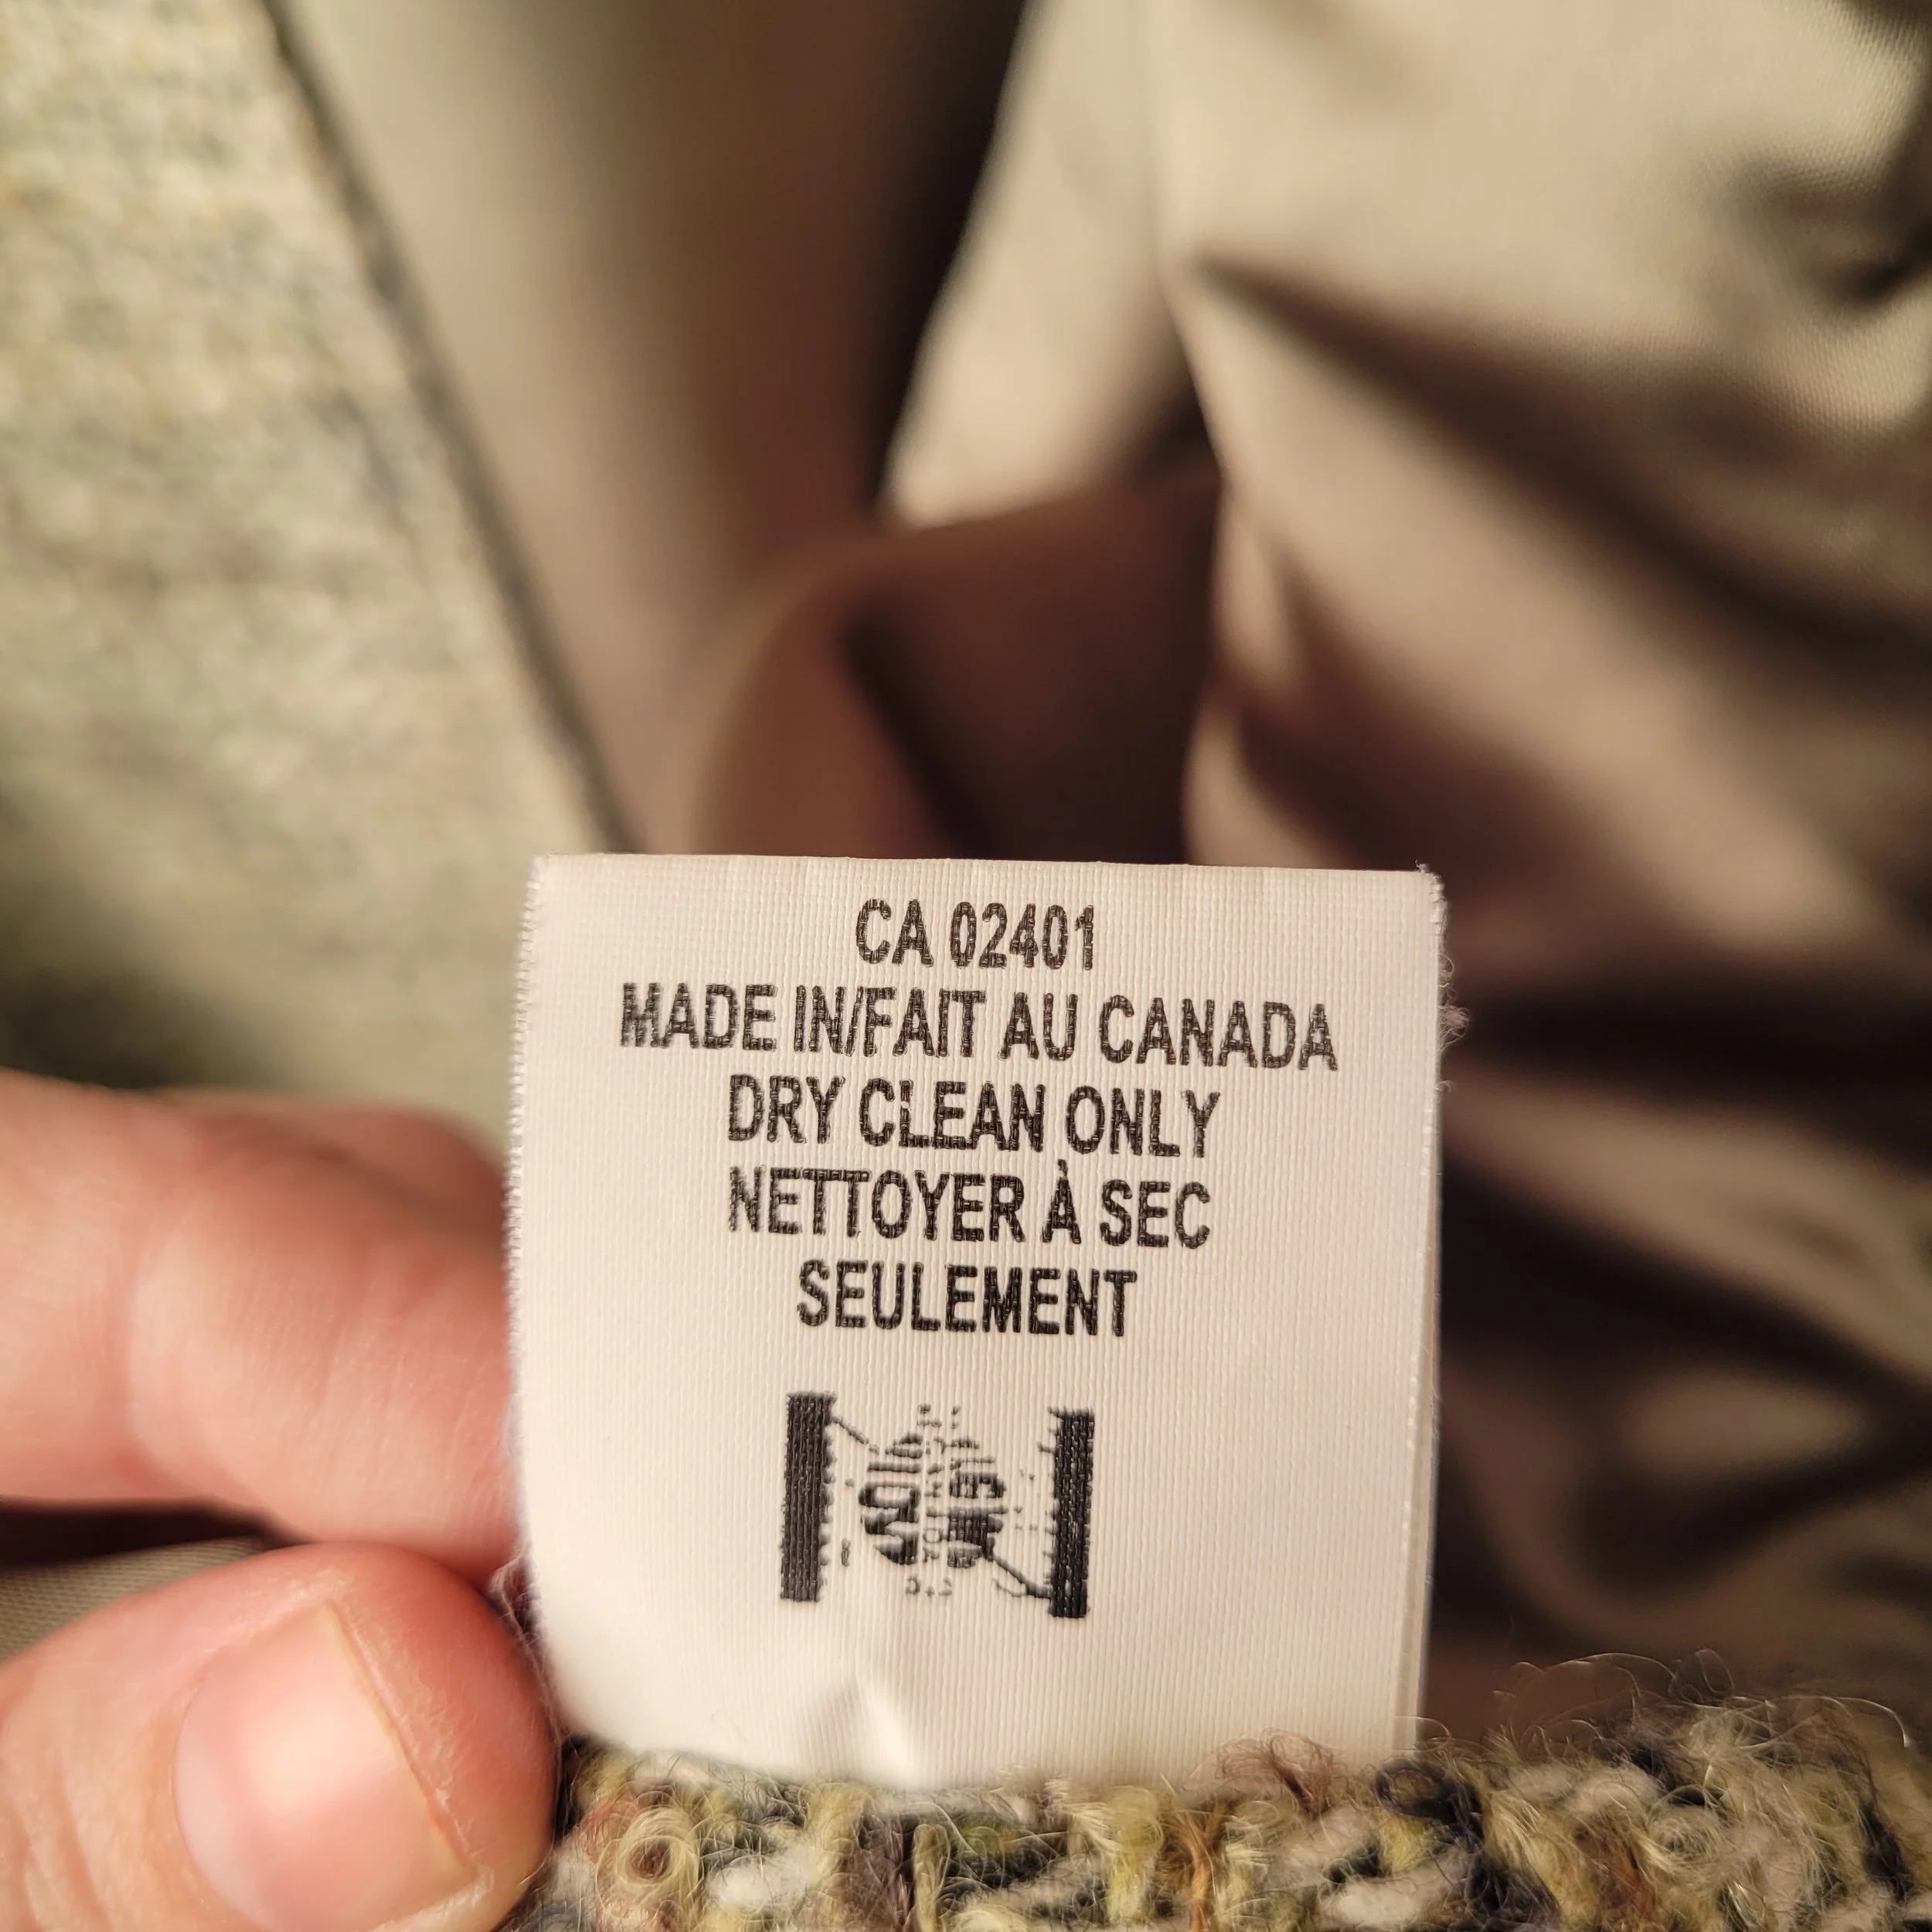 CA 02401
MADE IN/FAIT AU CANADA
DRY CLEAN ONLY
NETTOYER À SEC
SEULEMENT